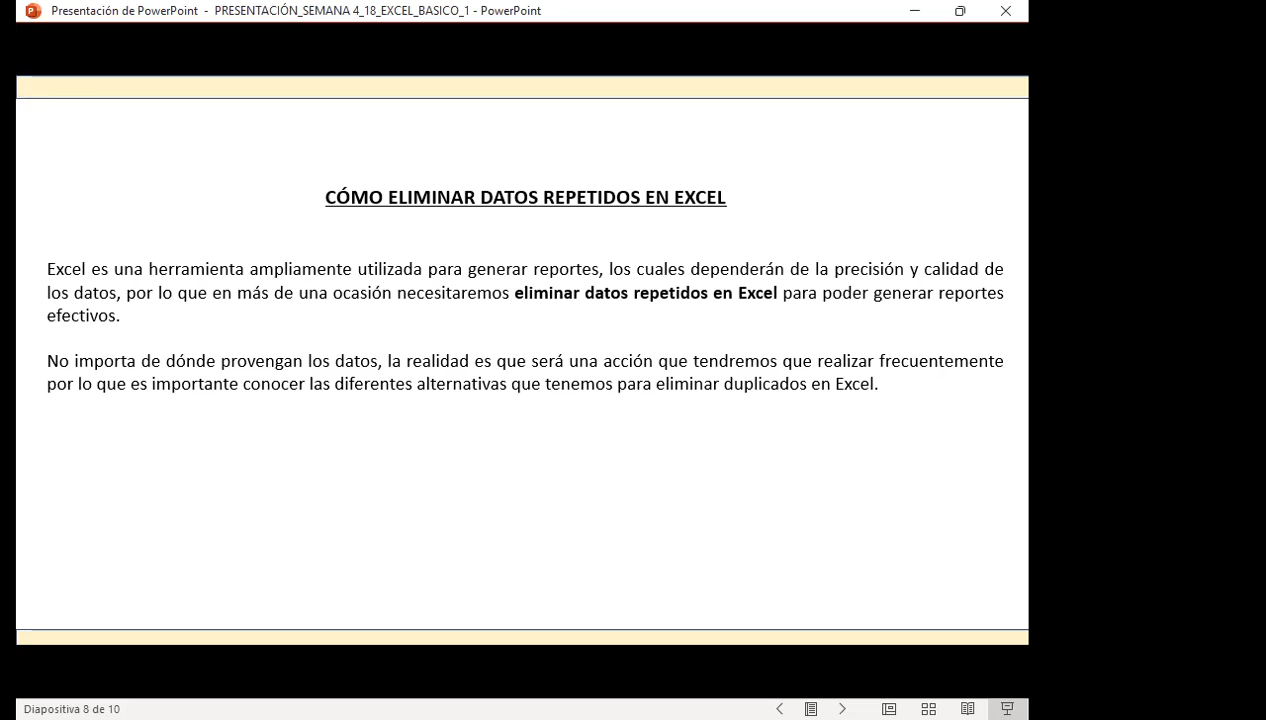 Presentación de PowerPoint - PRESENTACIÓN_SEMANA 4_18_EXCEL_BASICO_1 - PowerPoint
CÓMO ELIMINAR DATOS REPETIDOS EN EXCEL
Excel es una herramienta ampliamente utilizada para generar reportes, los cuales dependerán de la precisión y calidad de
los datos, por lo que en más de una ocasión necesitaremos eliminar datos repetidos en Excel para poder generar reportes
efectivos.
No importa de dónde provengan los datos, la realidad es que será una acción que tendremos que realizar frecuentemente
por lo que es importante conocer las diferentes alternativas que tenemos para eliminar duplicados en Excel.
Diapositiva 8 de 10